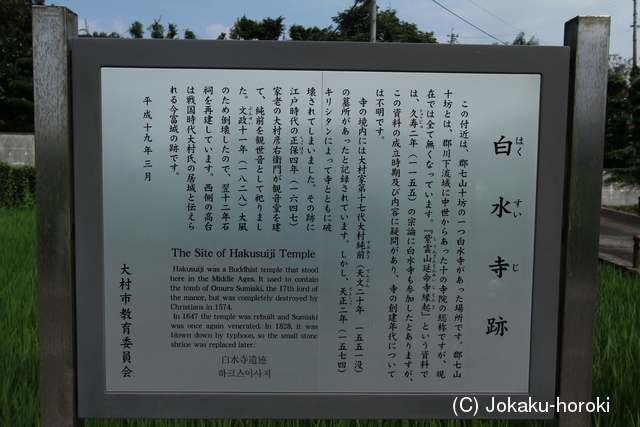 白水寺跡
はくすいじ
この付近は、郡七山十坊の一つ白水寺があった場所です。郡七山
十坊とは、郡川下流域に中世からあった十の寺院の総称ですが、現
在では全て無くなっています。『紫雲山延命寺縁起』という資料で
は、久寿二年（一一五五）の宗論に白水寺も参加したとありますが、
この資料の成立時期及び内容に疑問があり、寺の創建年代について
は不明です。
寺の境内には大村家第十七代大村純前（天文二十年 一五五一没）
の墓所があったと記録されています。しかし、天正二年（一五七四）
キリシタンによって寺とともに破
壊されてしまいました。その跡に
江戸時代の正保四年（一六四七）
家老の大村彦右衛門が観音堂を建
て、純前を観世音として祀りまし
た。文政十一年（一八二八）大風
のため倒壊したので、翌十二年石
祠を再建しています。西側の高台
は戦国時代大村氏の居城と伝えら
れる今富城の跡です。
平成十九年三月
大村市教育委員会
The Site of Hakusuiji Temple
Hakusuiji was a Buddhist temple that stood
here in the Middle Ages. It used to contain
the tomb of Omura Sumiaki, the 17th lord of
the manor, but was completely destroyed by
Christians in 1574.
In 1647 the temple was rebuilt and Sumiaki
was once again venerated. In 1828, it was
blown down by typhoon, so the small stone
shrine was replaced later.
白水寺遺迹
하크스이사져
(C) Jokaku-horoki